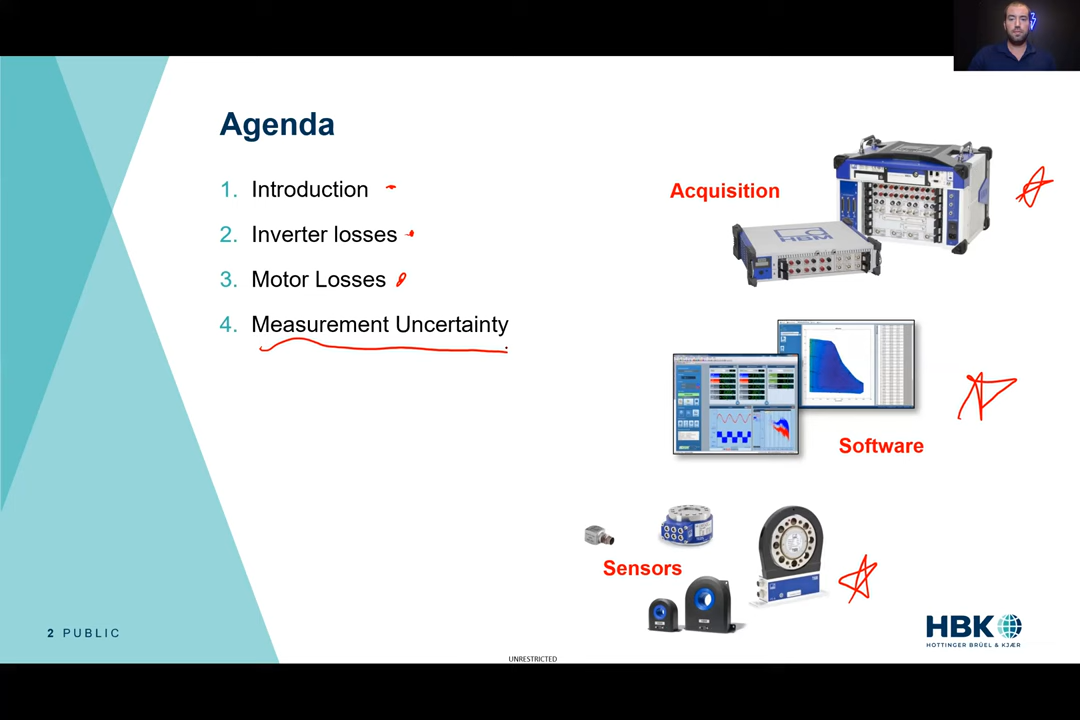 Agenda
1. Introduction
2. Inverter losses
3. Motor Losses
4. Measurement Uncertainty
Acquisition
HBM
Software
Sensors
2 PUBLIC
HBK
HOTTINGER BRÜEL & KJÆR
UNRESTRICTED